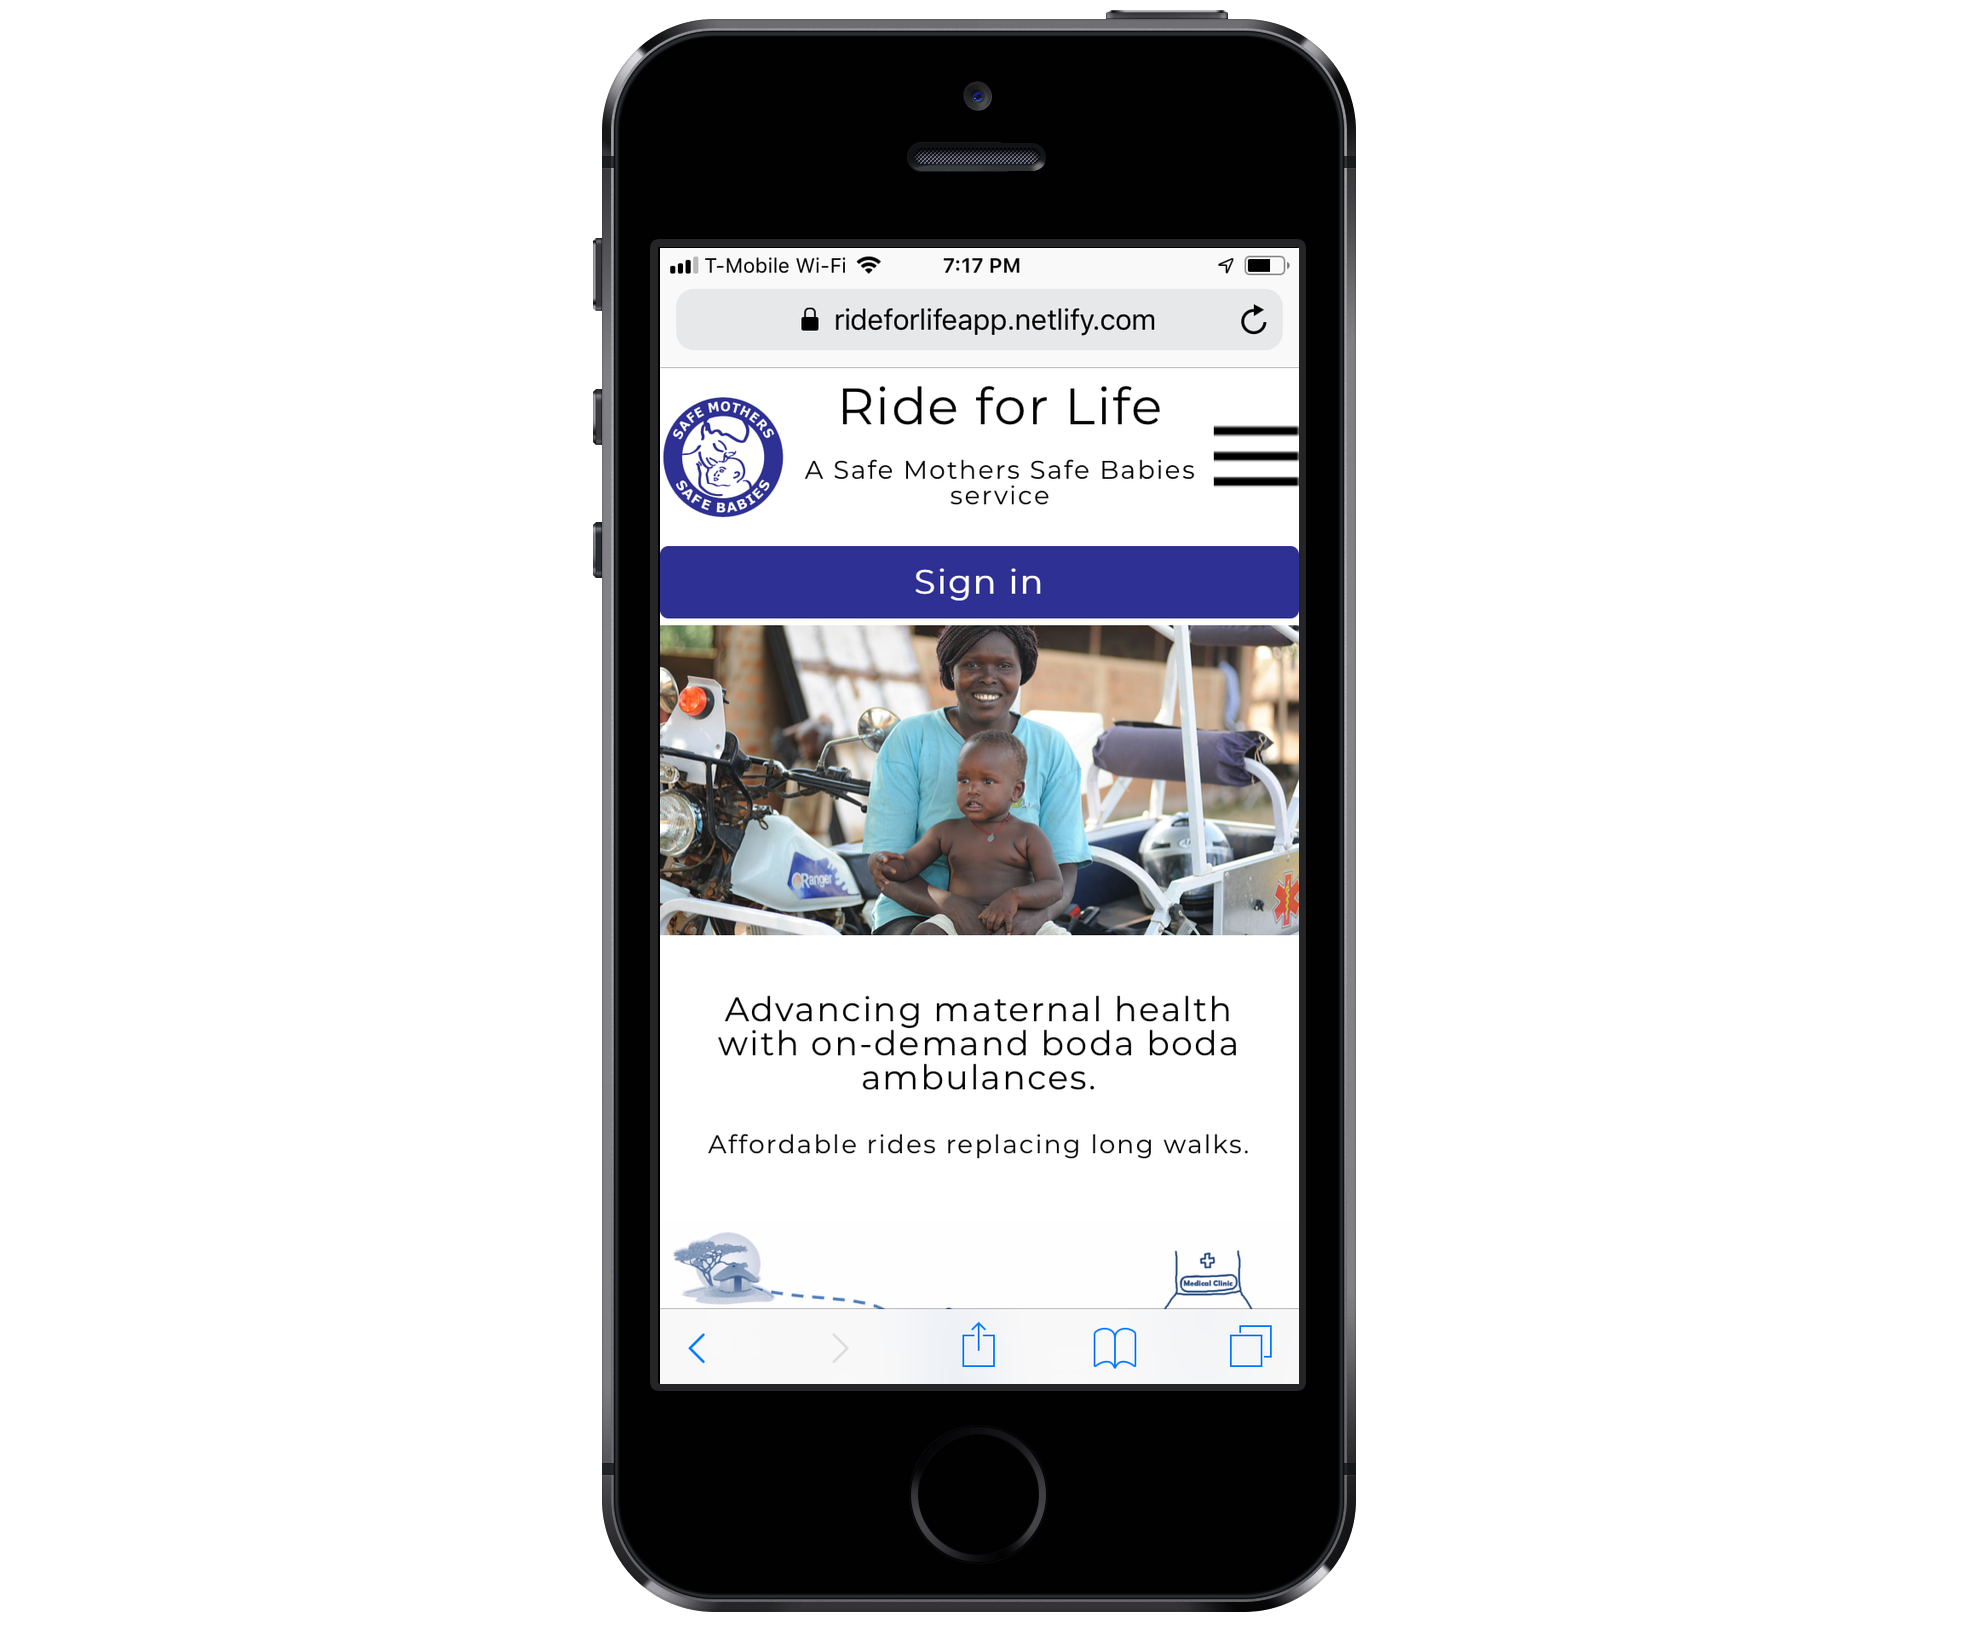 T-Mobile Wi-Fi 7:17 PM
rideforlifeapp.netlify.com
SAFE MOTHERS
SAFE BABIES
Ride for Life
A Safe Mothers Safe Babies
service
Sign in
Ranger
Advancing maternal health
with on-demand boda boda
ambulances.
Affordable rides replacing long walks.
Medical Clinic